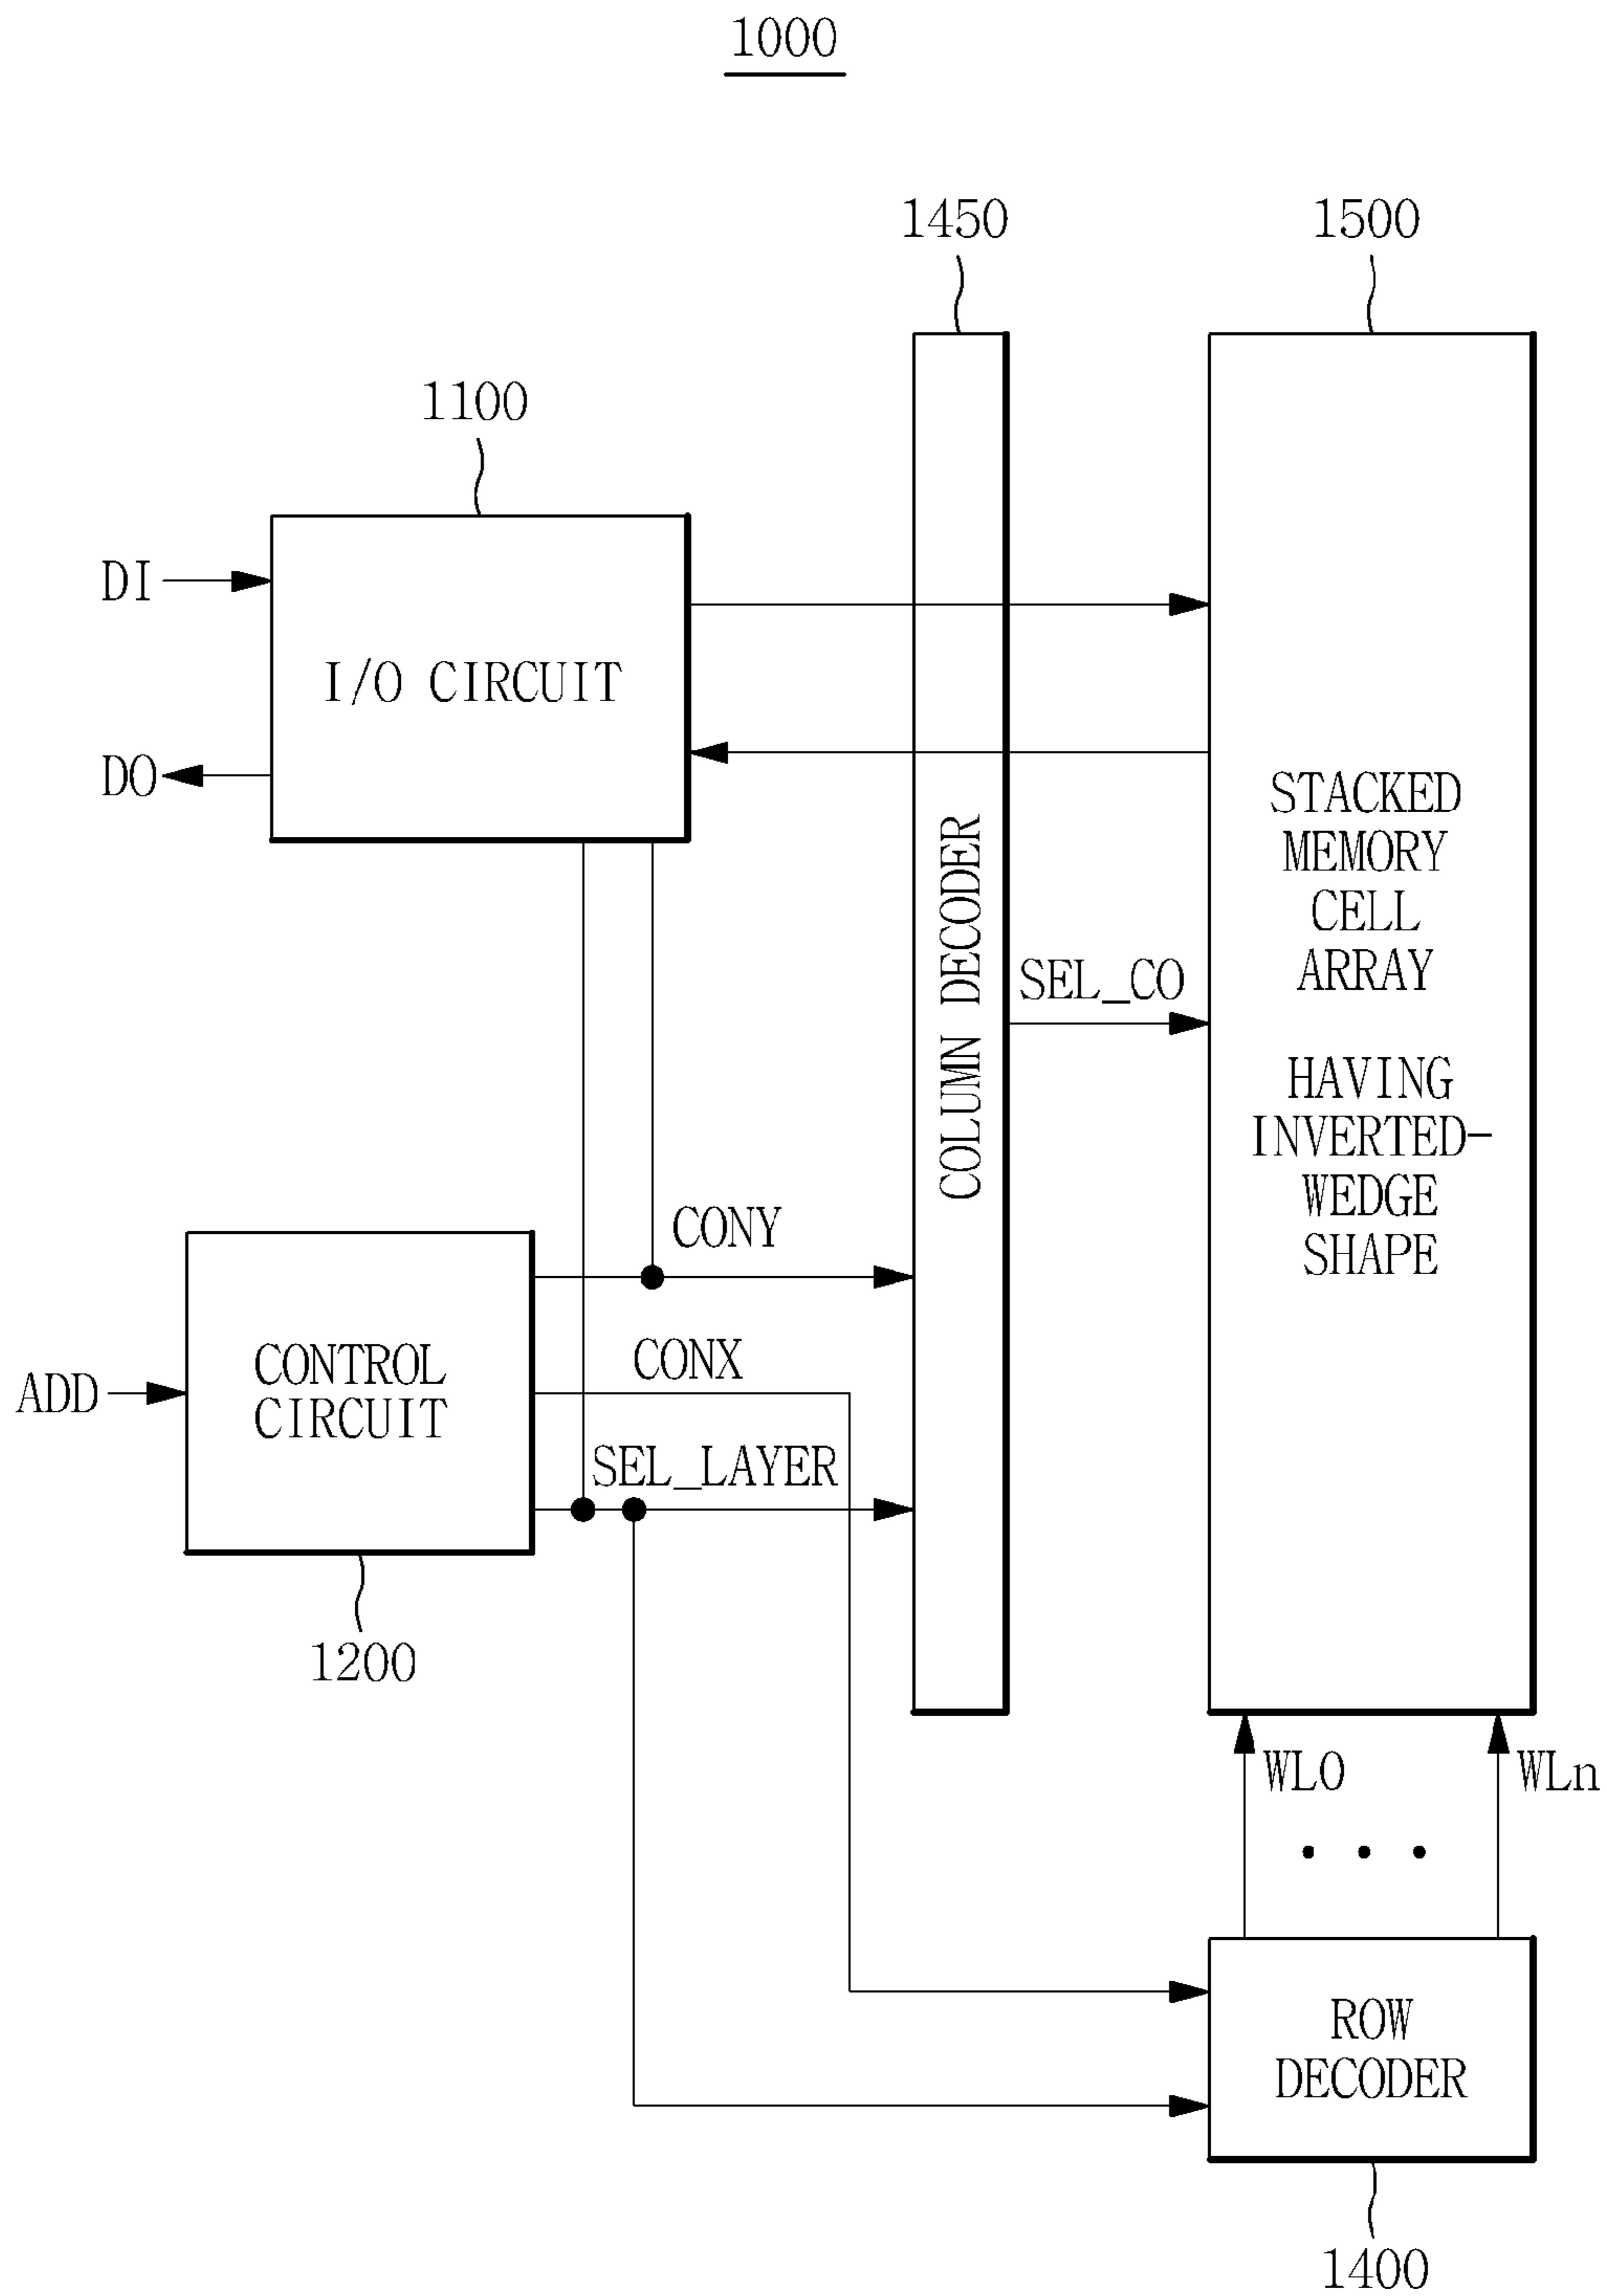 1000
1450
1500
1100
DI
I/O CIRCUIT
DO
COLUMN DECODER
STACKED
MEMORY
CELL
ARRAY
HAVING
INVERTED-
WEDGE
SHAPE
SEL_CO
CONY
CONTROL
CIRCUIT
ADD
CONX
SEL_LAYER
1200
WL0
WLn
. . .
ROW
DECODER
1400